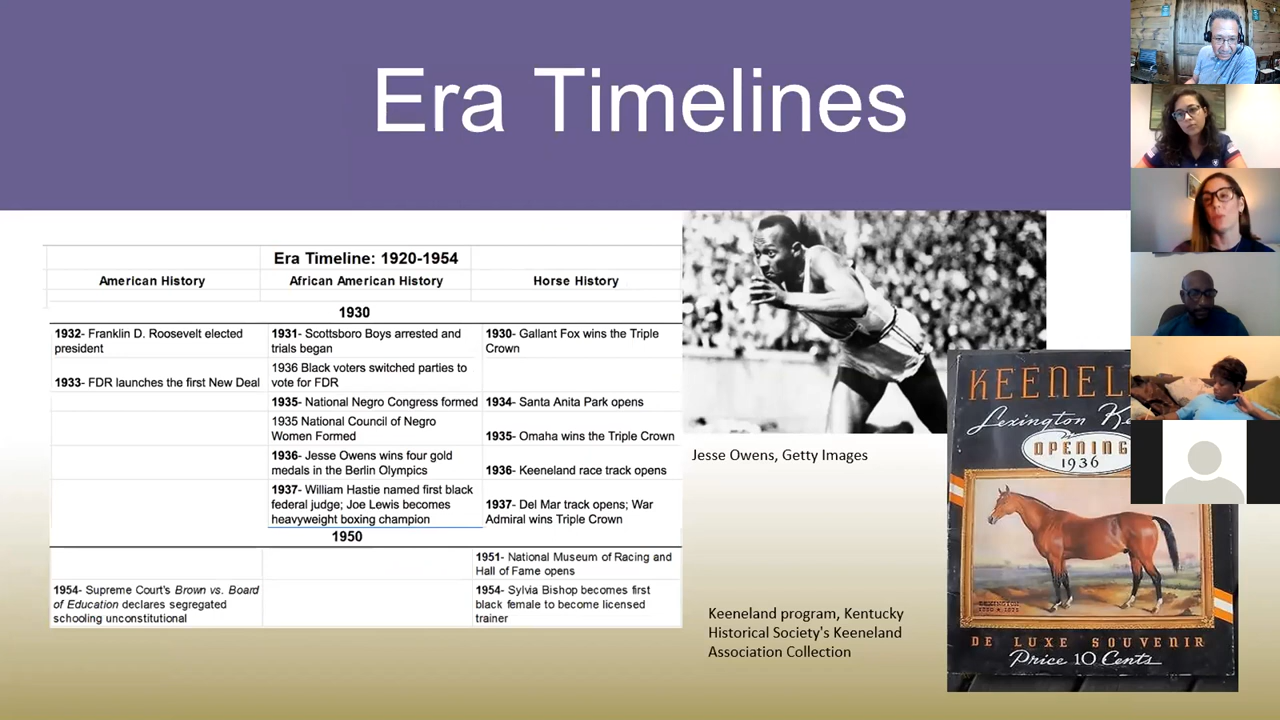 Era Timelines
Era Timeline: 1920-1954
American History
African American History
Horse History
1930
1932- Franklin D. Roosevelt elected
president
1931- Scottsboro Boys arrested and
trials began
1930- Gallant Fox wins the Triple
Crown
1933- FDR launches the first New Deal
1936 Black voters switched parties to
vote for FDR
1935- National Negro Congress formed
1934- Santa Anita Park opens
1935 National Council of Negro
Women Formed
1935- Omaha wins the Triple Crown
1936- Jesse Owens wins four gold
medals in the Berlin Olympics
1936- Keeneland race track opens
1937- William Hastie named first black
federal judge; Joe Lewis becomes
heavyweight boxing champion
1937- Del Mar track opens; War
Admiral wins Triple Crown
1950
1951- National Museum of Racing and
Hall of Fame opens
1954- Supreme Court's Brown vs. Board
of Education declares segregated
schooling unconstitutional
1954- Sylvia Bishop becomes first
black female to become licensed
trainer
Jesse Owens, Getty Images
Keeneland program, Kentucky
Historical Society's Keeneland
Association Collection
KEENEL
Lexington Ke
OPENING
1936
LEXINGTON
DE LUXE SOUVENIR
Price 10 Cents